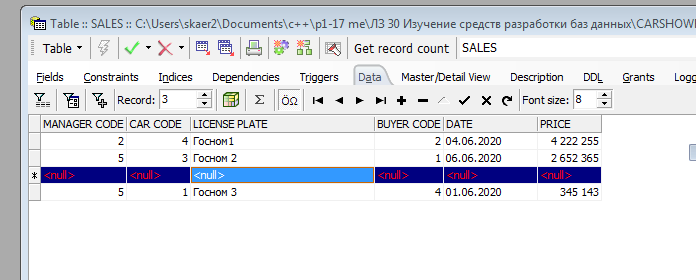 Table :: SALES :: C:\Users\skaer2\Documents\c++\p1-17 me\ЛЗ 30 Изучение средств разработки баз данных\CARSHOWI
Table Get record count SALES
Fields Constraints Indices Dependencies Triggers Data Master/Detail View Description DDL Grants Logg
Record: 3 Σ ÖΩ Font size: 8
MANAGER CODE CAR CODE LICENSE PLATE BUYER CODE DATE PRICE
2 4 Госном1 2 04.06.2020 4 222 255
5 3 Госном 2 1 06.06.2020 2 652 365
* <null> <null> <null> <null> <null> <null>
5 1 Госном 3 4 01.06.2020 345 143